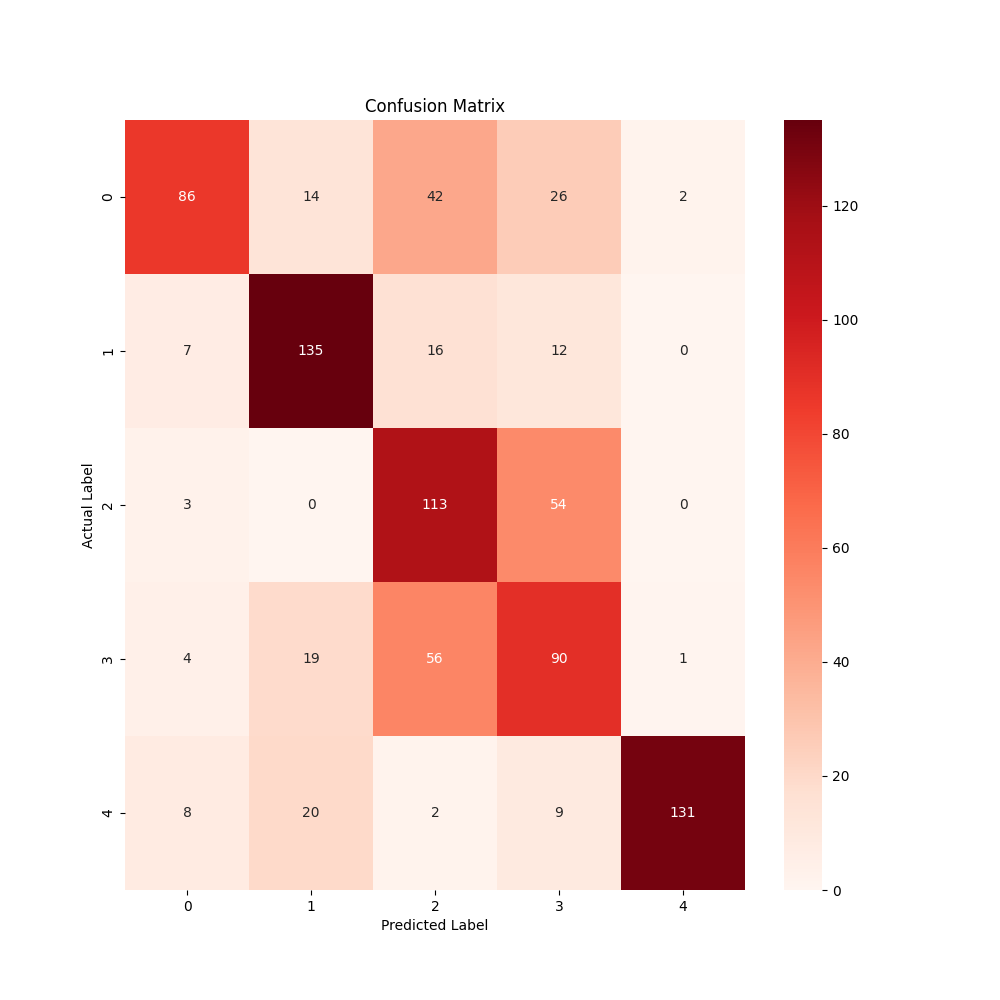 Confusion Matrix
0 86 14 42 26 2
1 7 135 16 12 0
2 3 0 113 54 0
3 4 19 56 90 1
4 8 20 2 9 131
0 1 2 3 4
Predicted Label
Actual Label
120
100
80
60
40
20
0